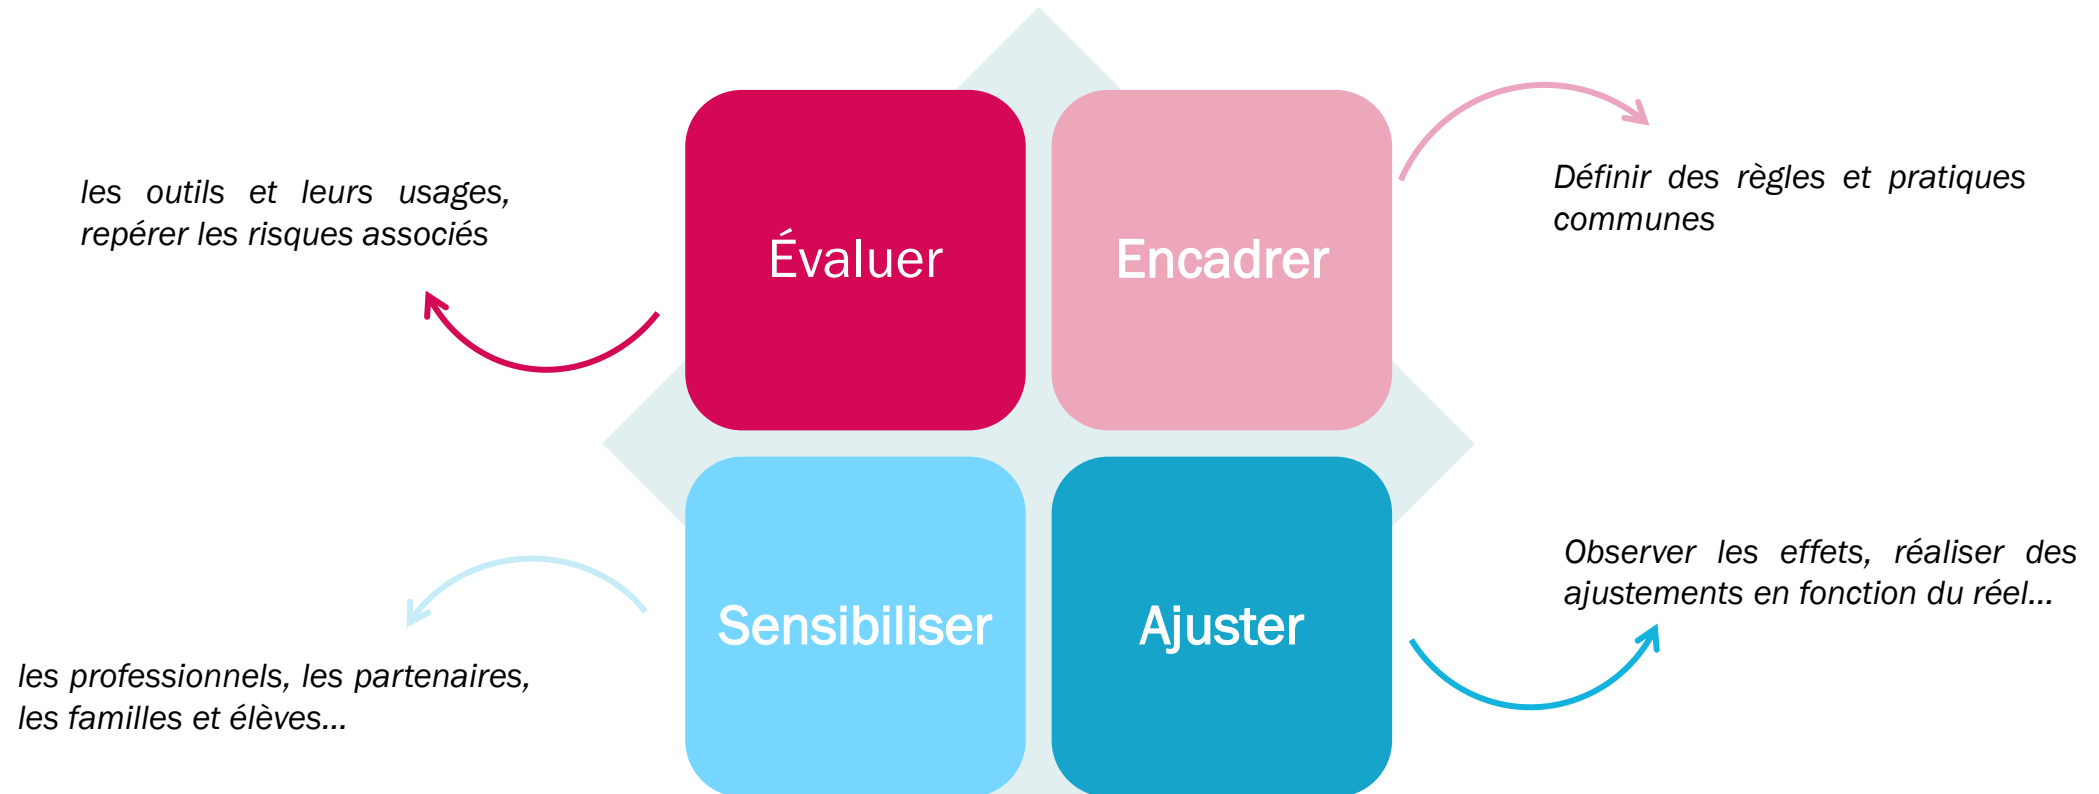 les outils et leurs usages,
repérer les risques associés
Évaluer
Encadrer
Définir des règles et pratiques
communes
les professionnels, les partenaires,
les familles et élèves...
Sensibiliser
Ajuster
Observer les effets, réaliser des
ajustements en fonction du réel...